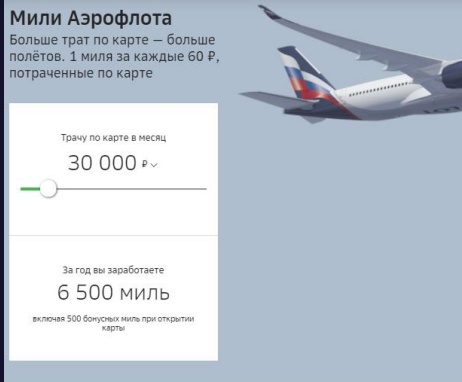 Мили Аэрофлота
Больше трат по карте — больше
полётов. 1 миля за каждые 60 ₽,
потраченные по карте
Трачу по карте в месяц
30 000 ₽
За год вы заработаете
6 500 миль
включая 500 бонусных миль при открытии
карты